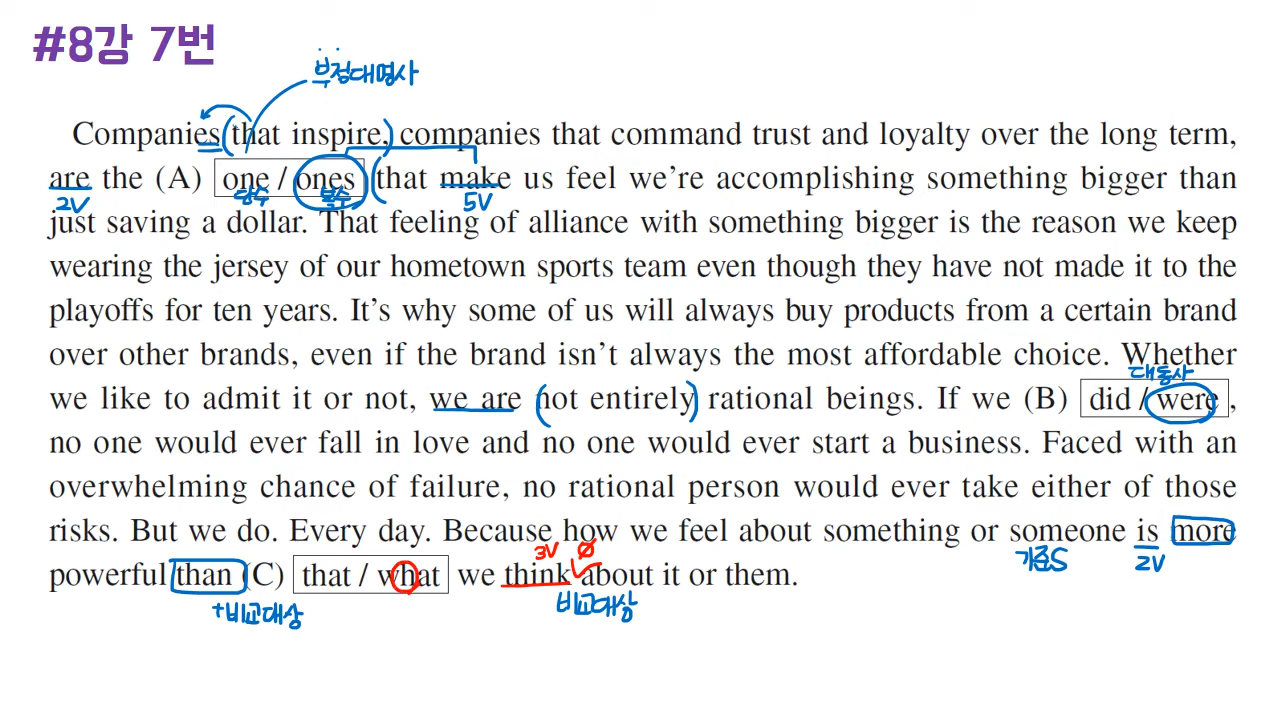 #8강 7번
부정대명사
Companies (that inspire,) companies that command trust and loyalty over the long term,
are the (A) one / ones (that make us feel we're accomplishing something bigger than
2V 단수 복수 5V
just saving a dollar. That feeling of alliance with something bigger is the reason we keep
wearing the jersey of our hometown sports team even though they have not made it to the
playoffs for ten years. It's why some of us will always buy products from a certain brand
over other brands, even if the brand isn't always the most affordable choice. Whether
대동사
we like to admit it or not, we are (not entirely) rational beings. If we (B) did / were,
no one would ever fall in love and no one would ever start a business. Faced with an
overwhelming chance of failure, no rational person would ever take either of those
risks. But we do. Every day. Because how we feel about something or someone is more
3V Ø 기준S 2V
powerful than (C) that / what we think about it or them.
+비교대상 비교대상